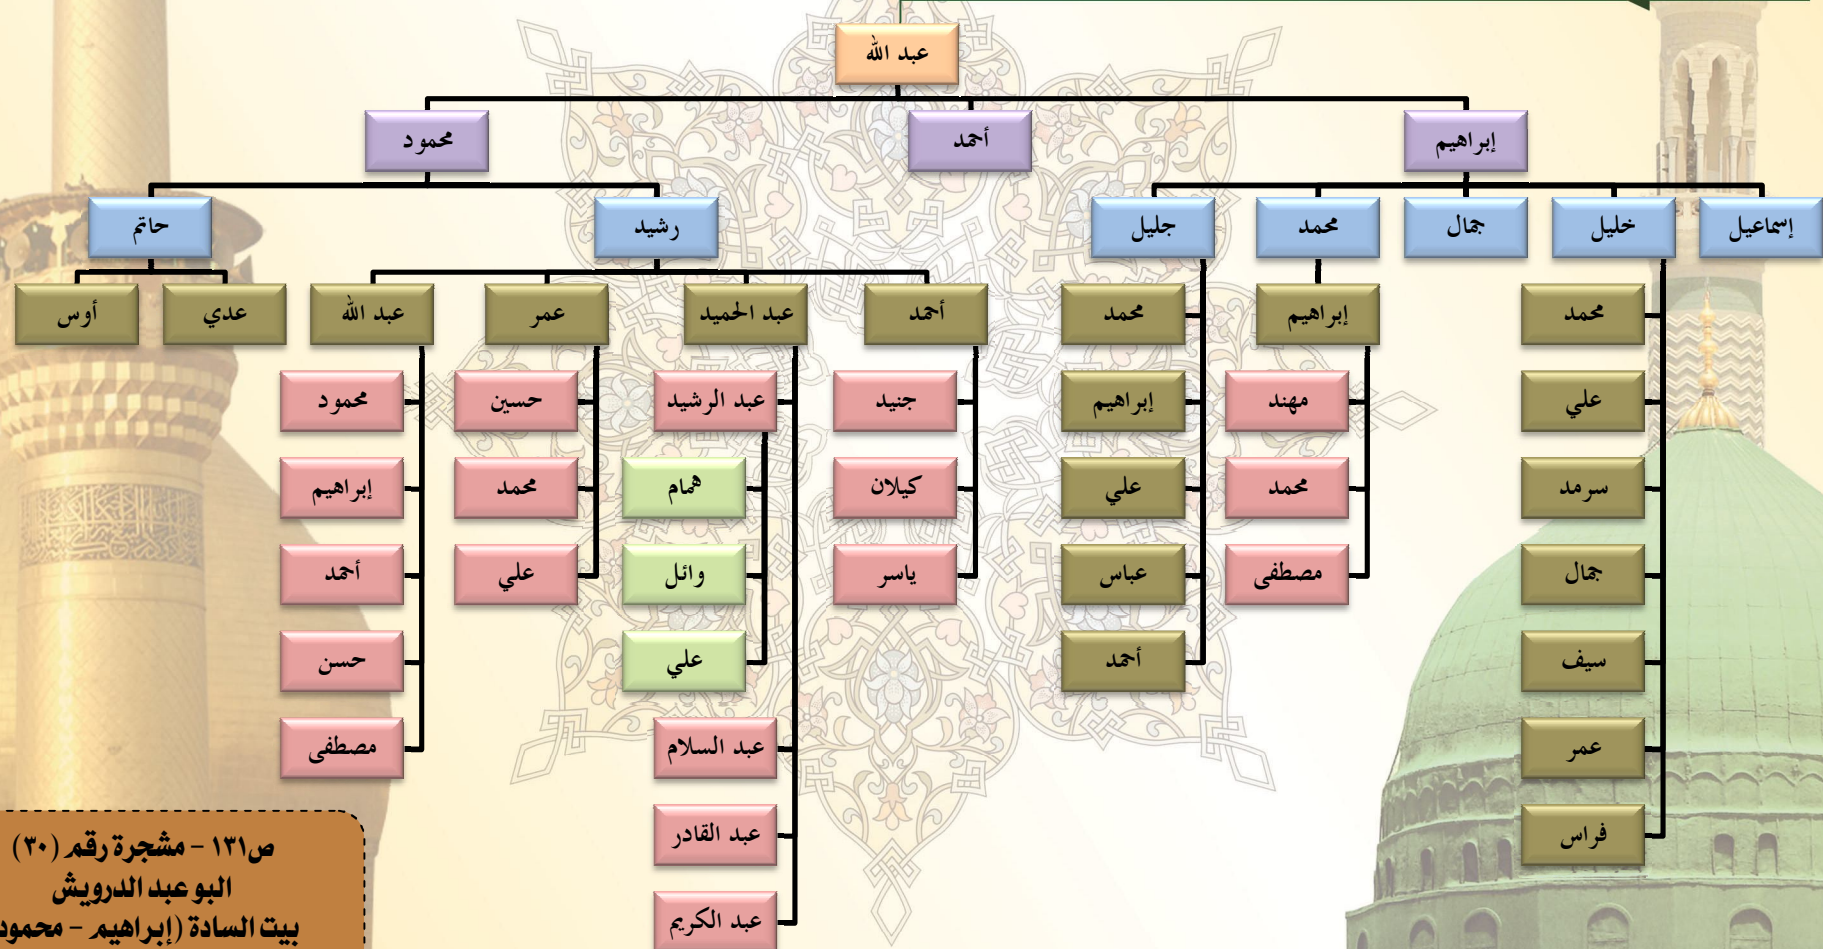 عبد الله
إبراهيم
أحمد
محمود
إسماعيل
خليل
جمال
محمد
جليل
رشيد
حاتم
محمد
علي
سرمد
جمال
سيف
عمر
فراس
إبراهيم
مهند
محمد
مصطفى
محمد
إبراهيم
علي
عباس
أحمد
أحمد
جنيد
كيلان
ياسر
عبد الحميد
عبد الرشيد
همام
وائل
علي
عبد السلام
عبد القادر
عبد الكريم
عمر
حسين
محمد
علي
عبد الله
محمود
إبراهيم
أحمد
حسن
مصطفى
عدي
أوس
ص١٣١ - مشجرة رقم (٣٠)
البو عبد الدرويش
بيت السادة (إبراهيم - محمود